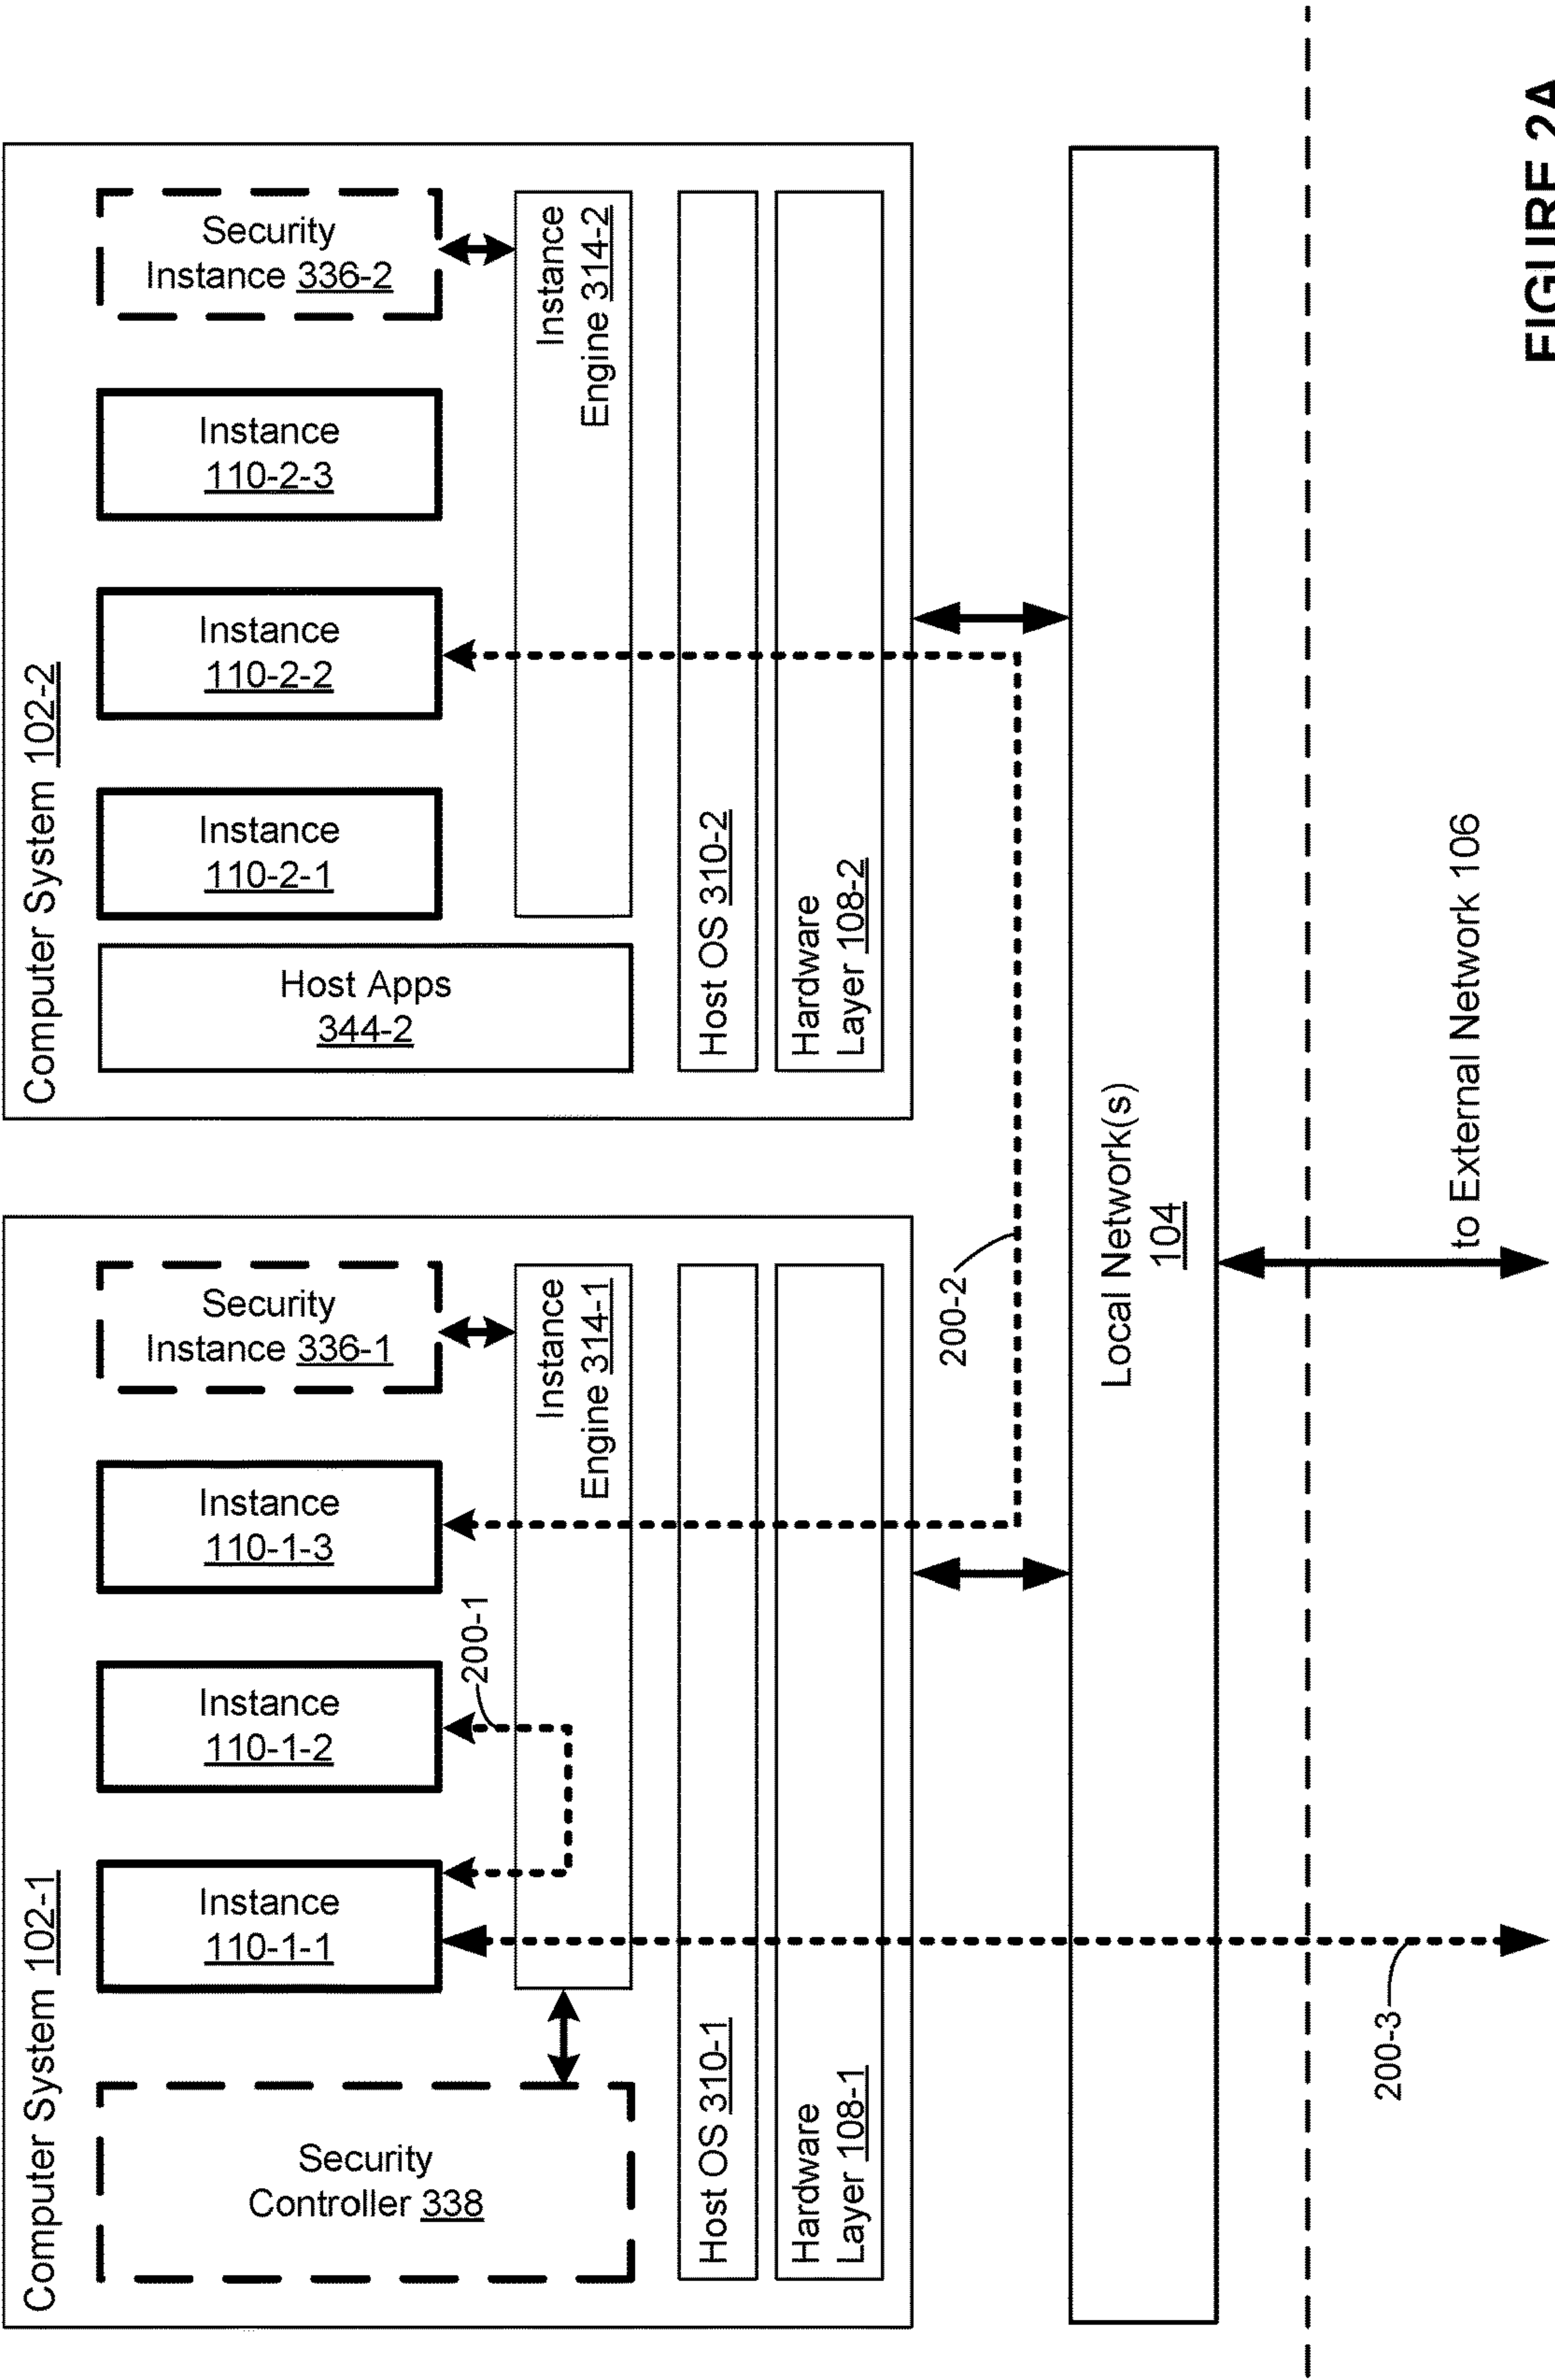 Computer System 102-1
Security
Controller 338
Instance
110-1-1
Instance
110-1-2
Instance
110-1-3
Security
Instance 336-1
200-1
Instance
Engine 314-1
Host OS 310-1
Hardware
Layer 108-1
Computer System 102-2
Host Apps
344-2
Instance
110-2-1
Instance
110-2-2
Instance
110-2-3
Security
Instance 336-2
Instance
Engine 314-2
Host OS 310-2
Hardware
Layer 108-2
200-2
Local Network(s)
104
200-3
to External Network 106
FIGURE 2A